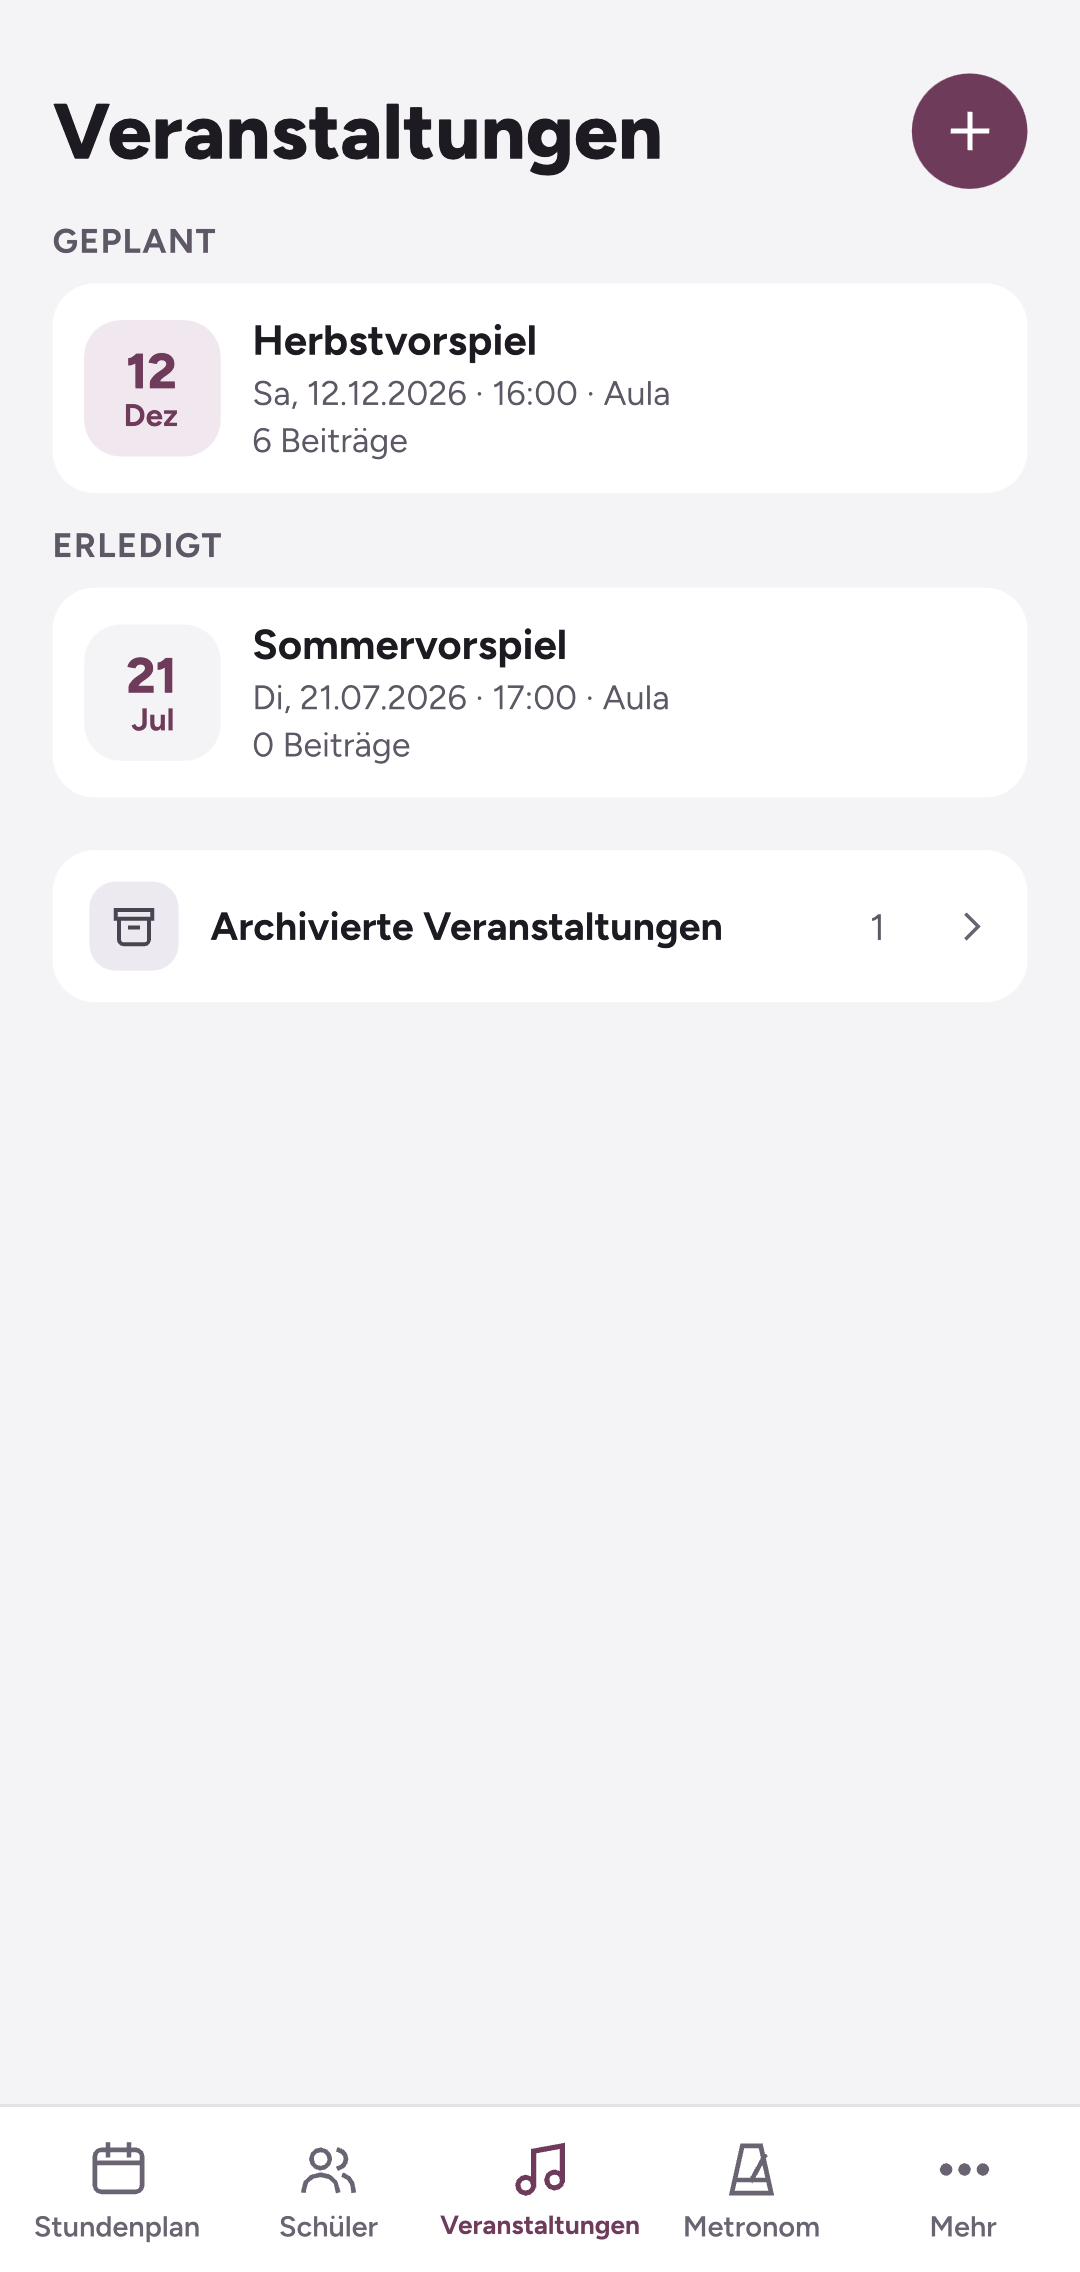 Veranstaltungen
GEPLANT
12
Dez
Herbstvorspiel
Sa, 12.12.2026 · 16:00 · Aula
6 Beiträge
ERLEDIGT
21
Jul
Sommervorspiel
Di, 21.07.2026 · 17:00 · Aula
0 Beiträge
Archivierte Veranstaltungen 1
Stundenplan Schüler Veranstaltungen Metronom Mehr